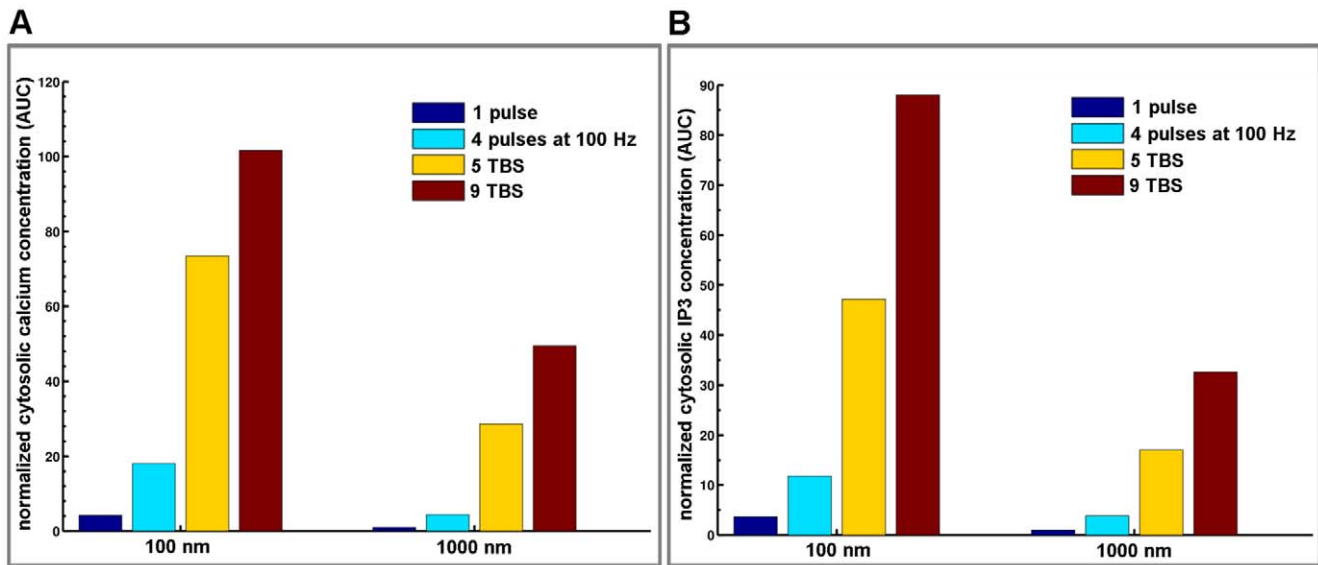 A
normalized cytosolic calcium concentration (AUC)
120
100
80
60
40
20
0
1 pulse
4 pulses at 100 Hz
5 TBS
9 TBS
100 nm
1000 nm
B
normalized cytosolic IP3 concentration (AUC)
90
80
70
60
50
40
30
20
10
0
1 pulse
4 pulses at 100 Hz
5 TBS
9 TBS
100 nm
1000 nm